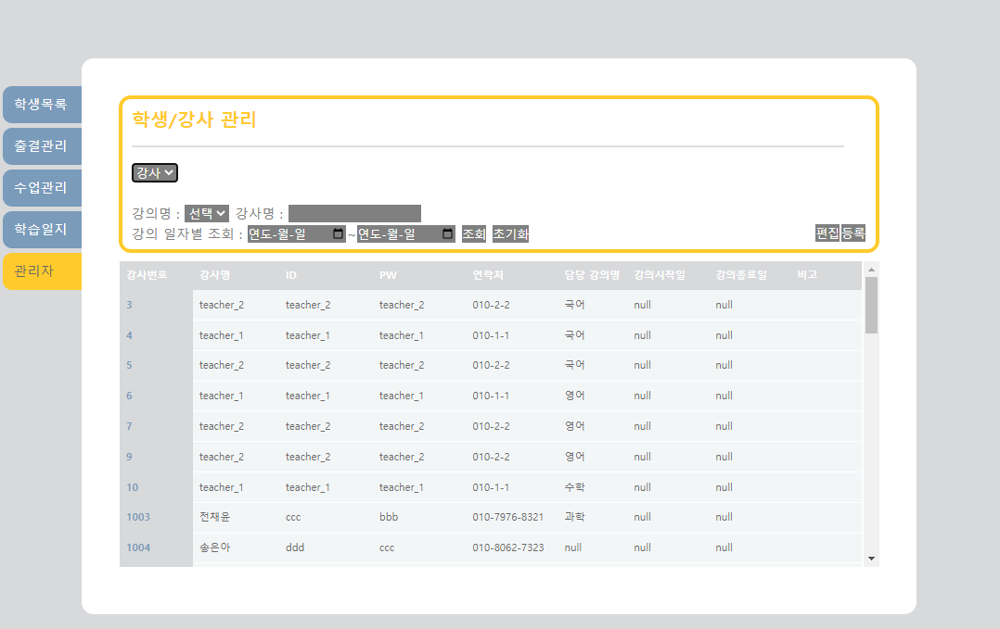 학생목록
출결관리
수업관리
학습일지
관리자
학생/강사 관리
강사
강의명 : 선택 강사명 :
강의 일자별 조회 : 연도-월-일 ~ 연도-월-일 조회 초기화 편집 등록
강사번호 강사명 ID PW 연락처 담당 강의명 강의시작일 강의종료일 비고
3 teacher_2 teacher_2 teacher_2 010-2-2 국어 null null
4 teacher_1 teacher_1 teacher_1 010-1-1 국어 null null
5 teacher_2 teacher_2 teacher_2 010-2-2 국어 null null
6 teacher_1 teacher_1 teacher_1 010-1-1 영어 null null
7 teacher_2 teacher_2 teacher_2 010-2-2 영어 null null
9 teacher_2 teacher_2 teacher_2 010-2-2 영어 null null
10 teacher_1 teacher_1 teacher_1 010-1-1 수학 null null
1003 전채윤 ccc bbb 010-7976-8321 과학 null null
1004 송은아 ddd ccc 010-8062-7323 null null null